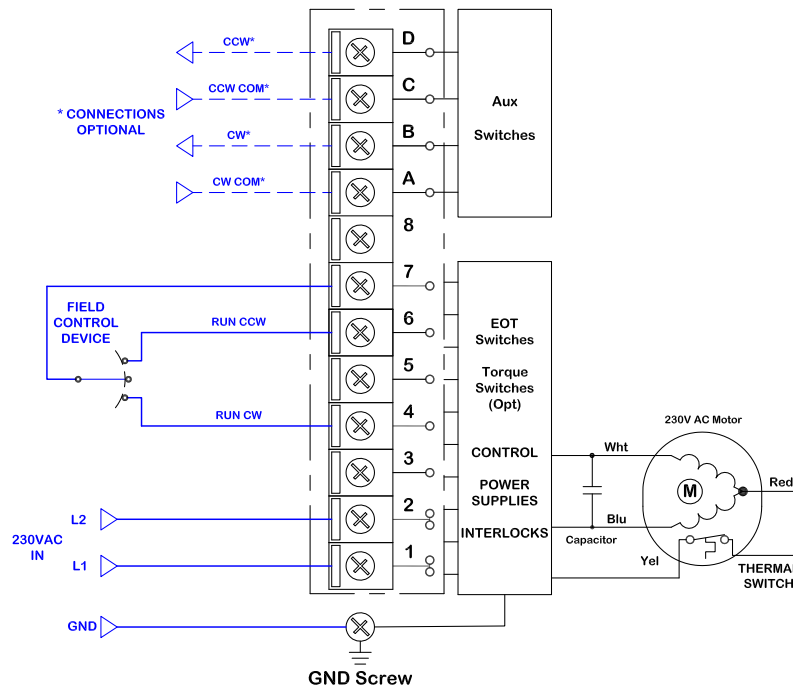 CCW*
D
CCW COM*
C
* CONNECTIONS
OPTIONAL
CW*
B
CW COM*
A
Aux
Switches
8
7
FIELD
CONTROL
DEVICE
RUN CCW
6
5
RUN CW
4
3
L2
2
230VAC
IN
L1
1
EOT
Switches
Torque
Switches
(Opt)
CONTROL
POWER
SUPPLIES
INTERLOCKS
230V AC Motor
Wht
M
Red
Blu
Capacitor
Yel
THERMA
SWITCH
GND
GND Screw